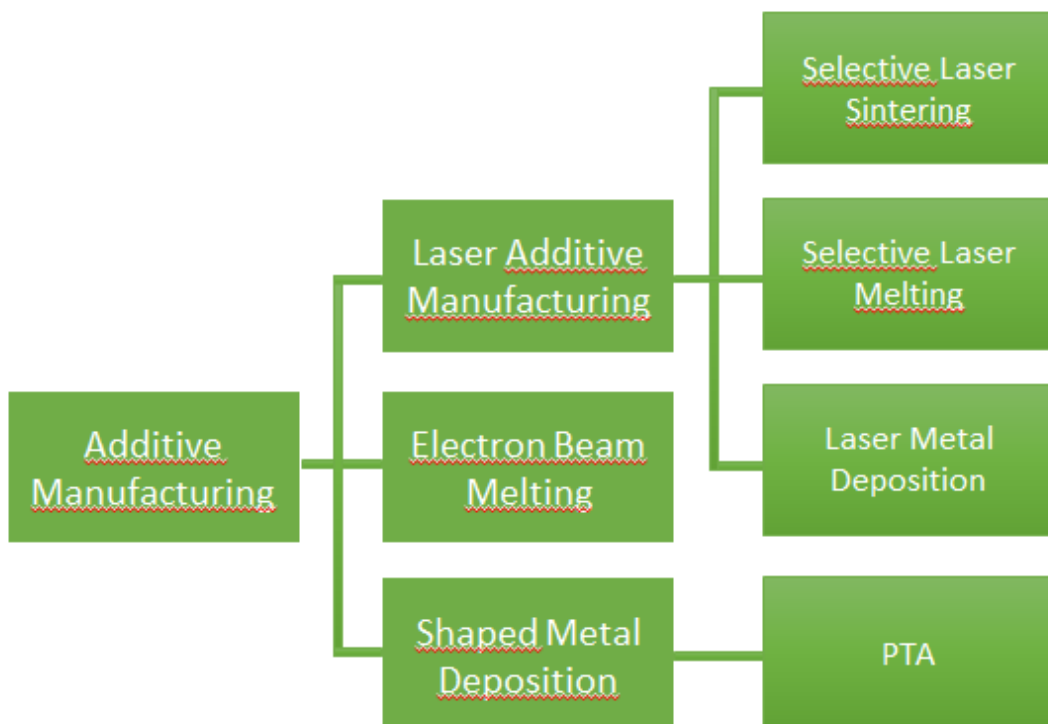 Additive
Manufacturing
Laser Additive
Manufacturing
Electron Beam
Melting
Shaped Metal
Deposition
Selective Laser
Sintering
Selective Laser
Melting
Laser Metal
Deposition
PTA